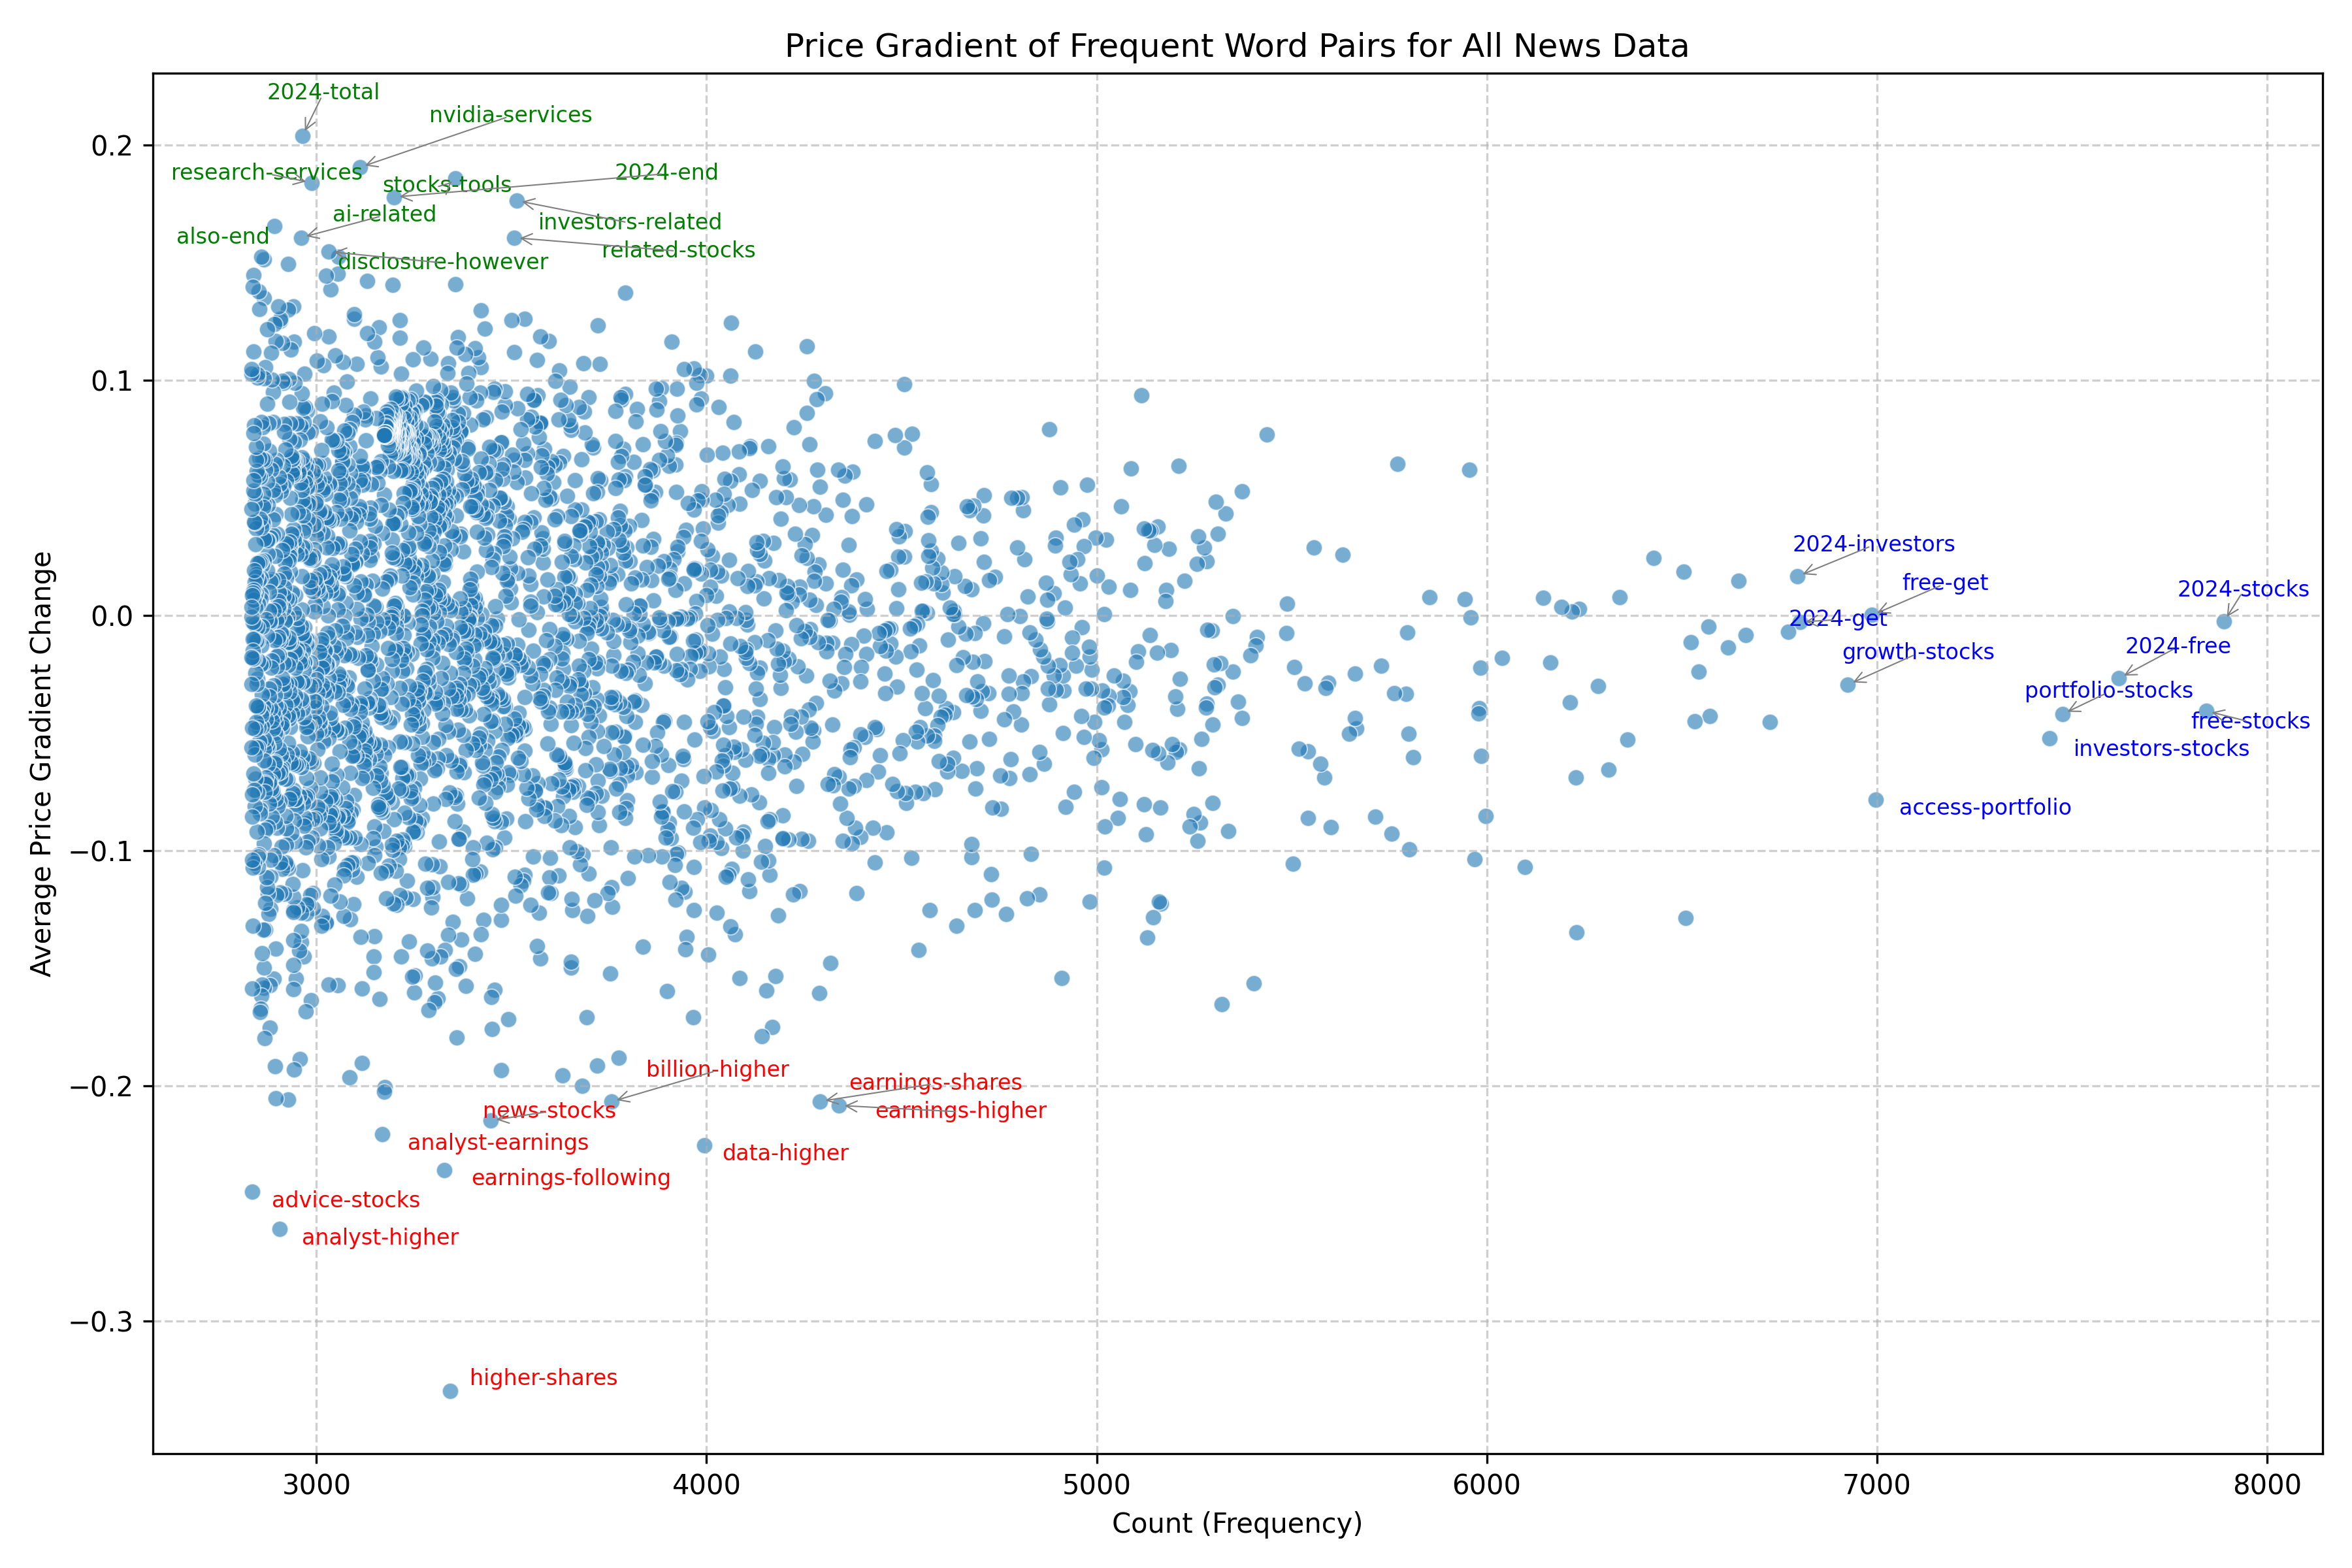 Price Gradient of Frequent Word Pairs for All News Data
Average Price Gradient Change
0.2
0.1
0.0
−0.1
−0.2
−0.3
2024-total
nvidia-services
research-services
2024-end
stocks-tools
ai-related
investors-related
also-end
related-stocks
disclosure-however
2024-investors
free-get
2024-stocks
2024-get
2024-free
growth-stocks
portfolio-stocks
free-stocks
investors-stocks
access-portfolio
billion-higher
earnings-shares
news-stocks
earnings-higher
analyst-earnings
data-higher
earnings-following
advice-stocks
analyst-higher
higher-shares
3000
4000
5000
6000
7000
8000
Count (Frequency)